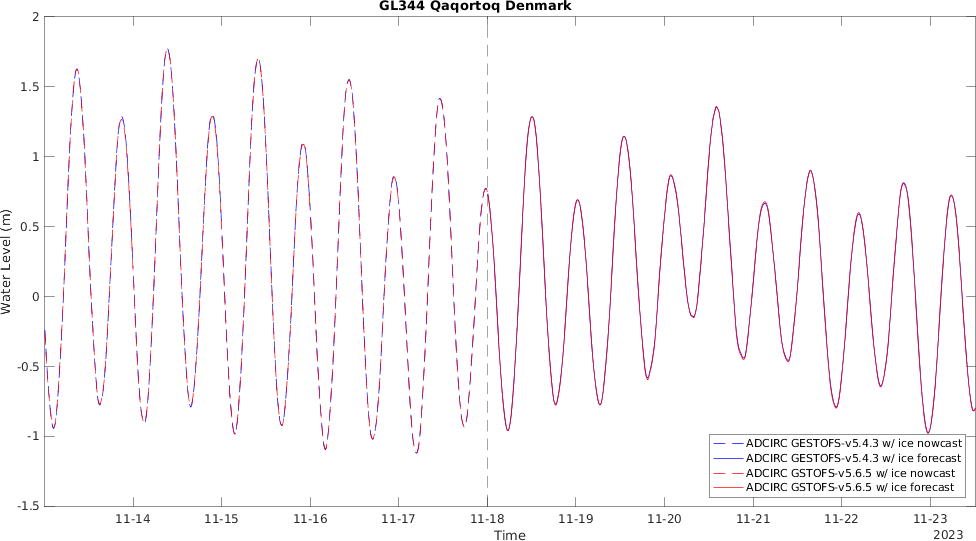 GL344 Qaqortoq Denmark
2
1.5
1
0.5
0
-0.5
-1
-1.5
Water Level (m)
11-14 11-15 11-16 11-17 11-18 11-19 11-20 11-21 11-22 11-23
Time
2023
ADCIRC GESTOFS-v5.4.3 w/ ice nowcast
ADCIRC GESTOFS-v5.4.3 w/ ice forecast
ADCIRC GSTOFS-v5.6.5 w/ ice nowcast
ADCIRC GSTOFS-v5.6.5 w/ ice forecast